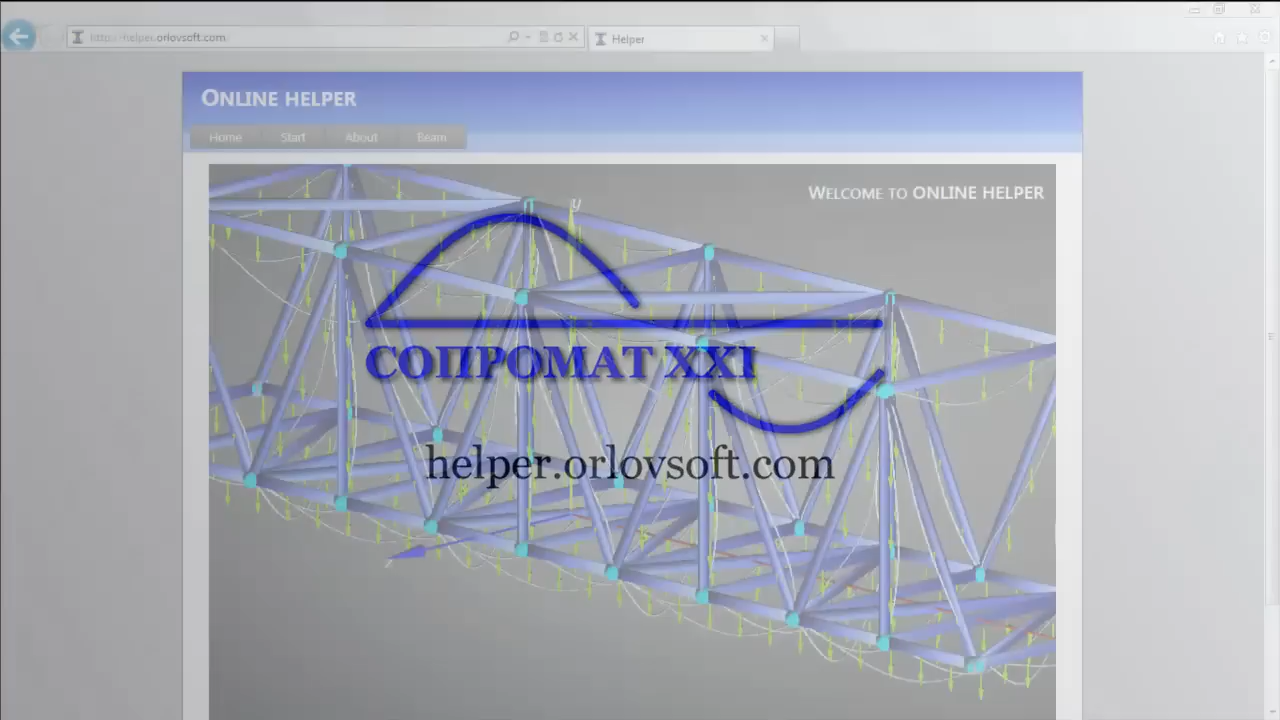 http://helper.orlovsoft.com/
Helper
ONLINE HELPER
Home
Start
About
Beam
WELCOME TO ONLINE HELPER
y
СОПРОМАТ XXI
helper.orlovsoft.com